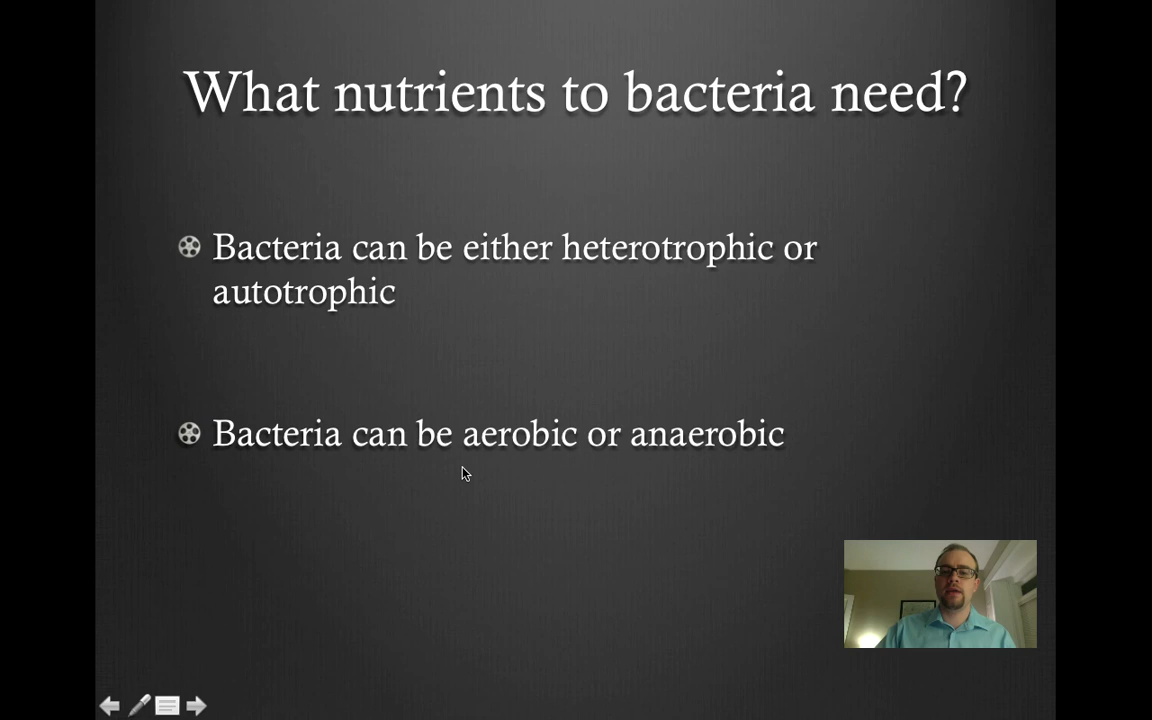 What nutrients to bacteria need?
Bacteria can be either heterotrophic or
autotrophic
Bacteria can be aerobic or anaerobic